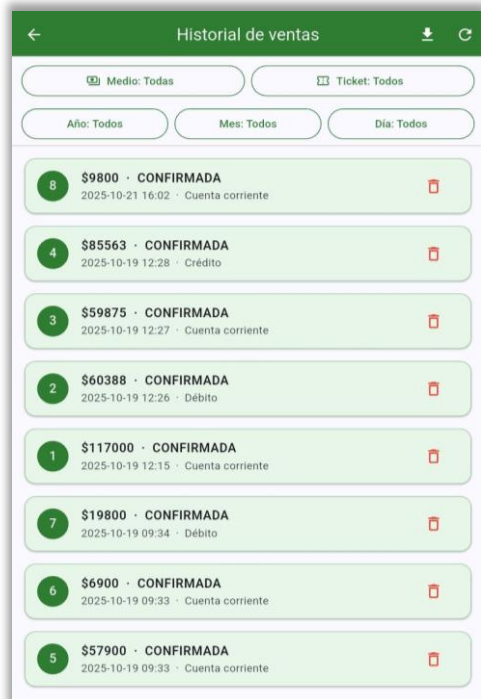 Historial de ventas
Medio: Todas
Ticket: Todos
Año: Todos
Mes: Todos
Día: Todos
8
$9800 · CONFIRMADA
2025-10-21 16:02 · Cuenta corriente
4
$85563 · CONFIRMADA
2025-10-19 12:28 · Crédito
3
$59875 · CONFIRMADA
2025-10-19 12:27 · Cuenta corriente
2
$60388 · CONFIRMADA
2025-10-19 12:26 · Débito
1
$117000 · CONFIRMADA
2025-10-19 12:15 · Cuenta corriente
7
$19800 · CONFIRMADA
2025-10-19 09:34 · Débito
6
$6900 · CONFIRMADA
2025-10-19 09:33 · Cuenta corriente
5
$57900 · CONFIRMADA
2025-10-19 09:33 · Cuenta corriente